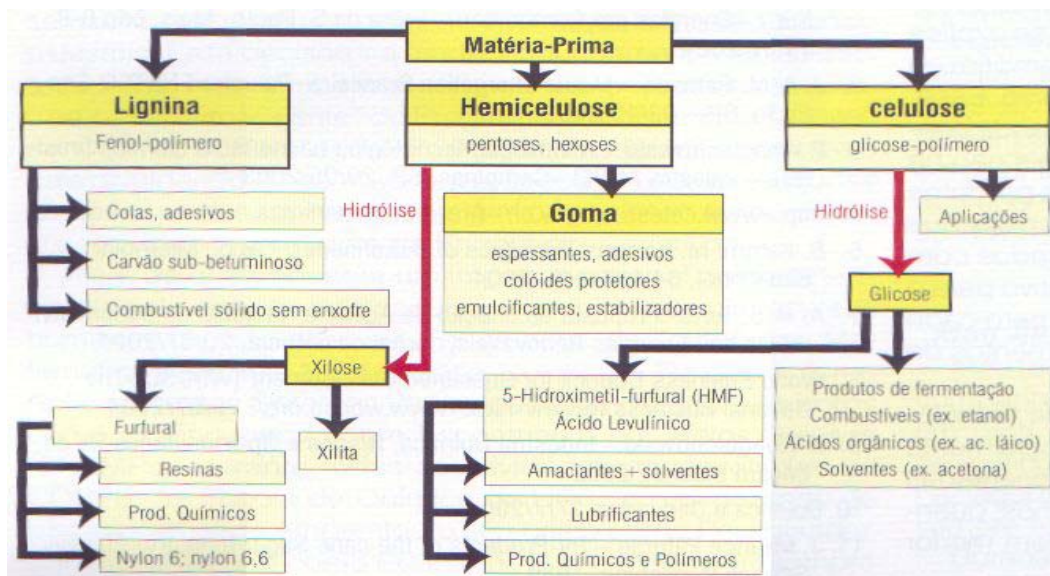 Matéria-Prima
Lignina
Fenol-polímero
Hemicelulose
pentoses, hexoses
celulose
glicose-polímero
Colas, adesivos
Carvão sub-betuminoso
Combustível sólido sem enxofre
Hidrólise
Goma
espessantes, adesivos
colóides protetores
emulcificantes, estabilizadores
Hidrólise
Aplicações
Glicose
Xilose
Furfural
Xilita
Resinas
Prod. Químicos
Nylon 6; nylon 6,6
5-Hidroximetil-furfural (HMF)
Ácido Levulínico
Amaciantes + solventes
Lubrificantes
Prod. Químicos e Polímeros
Produtos de fermentação
Combustíveis (ex. etanol)
Ácidos orgânicos (ex. ac. láico)
Solventes (ex. acetona)